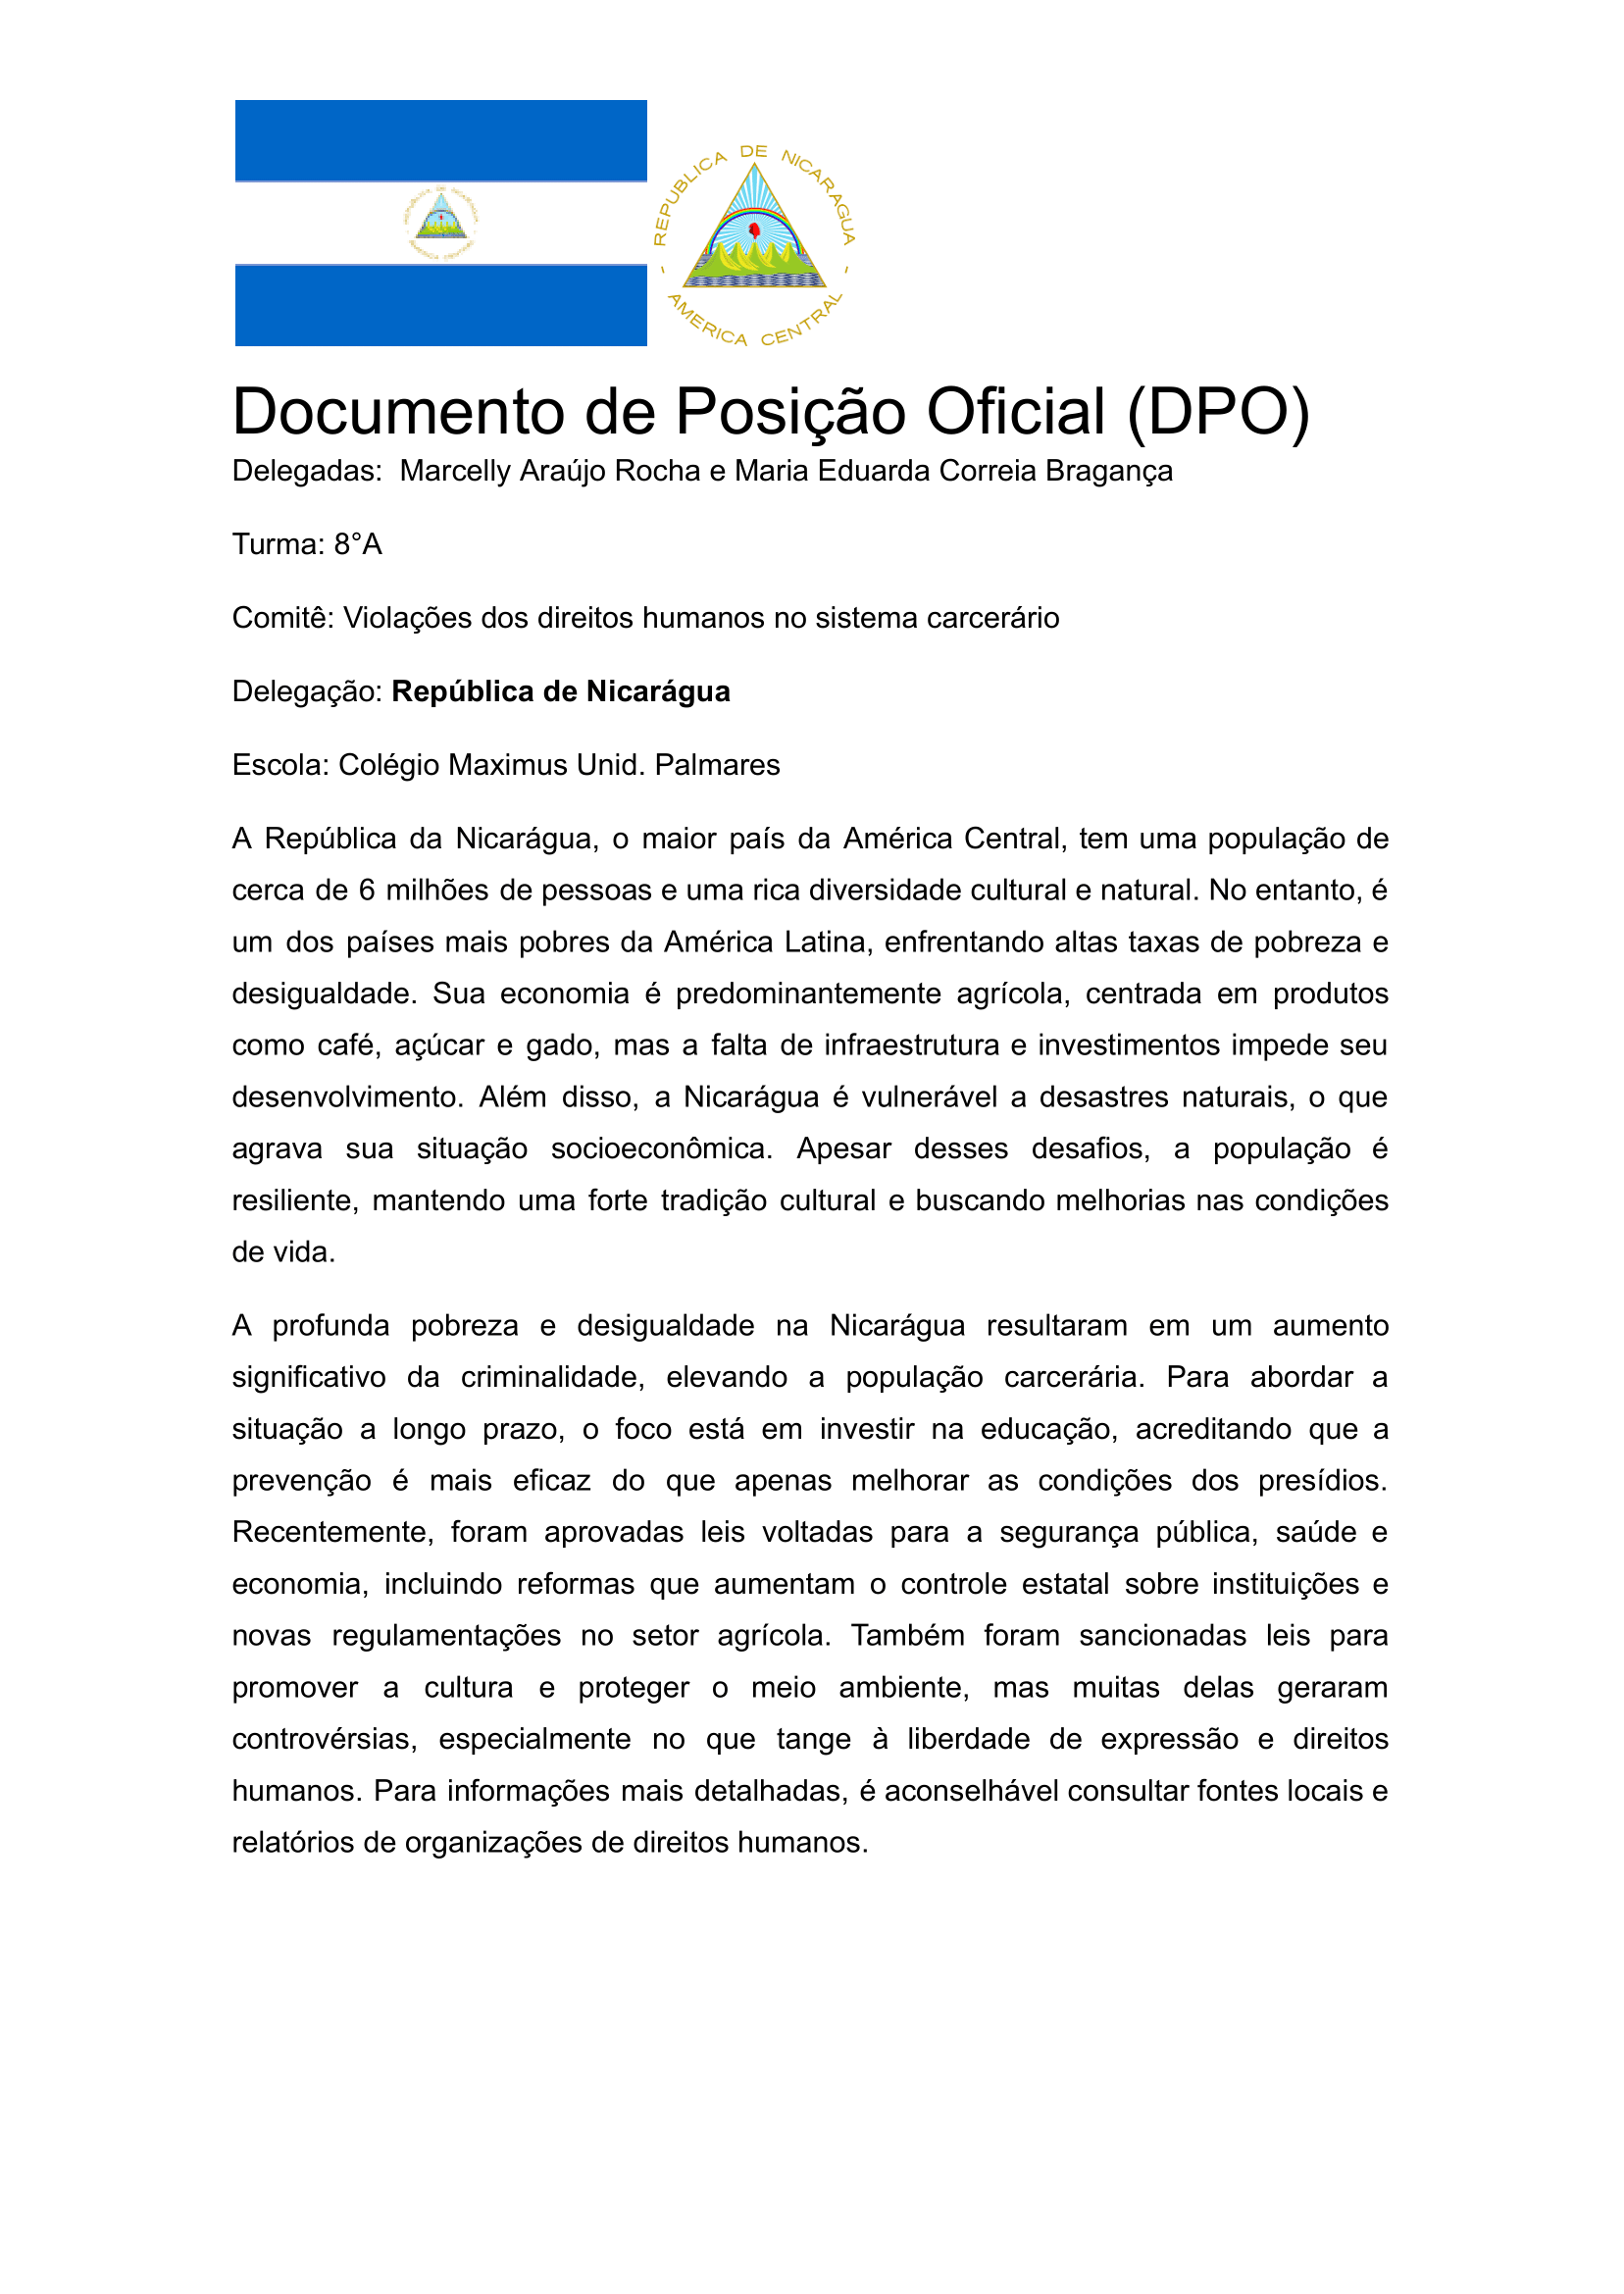 REPUBLICA DE NICARAGUA - AMERICA CENTRAL -
Documento de Posição Oficial (DPO)
Delegadas: Marcelly Araújo Rocha e Maria Eduarda Correia Bragança
Turma: 8°A
Comitê: Violações dos direitos humanos no sistema carcerário
Delegação: República de Nicarágua
Escola: Colégio Maximus Unid. Palmares
A República da Nicarágua, o maior país da América Central, tem uma população de
cerca de 6 milhões de pessoas e uma rica diversidade cultural e natural. No entanto, é
um dos países mais pobres da América Latina, enfrentando altas taxas de pobreza e
desigualdade. Sua economia é predominantemente agrícola, centrada em produtos
como café, açúcar e gado, mas a falta de infraestrutura e investimentos impede seu
desenvolvimento. Além disso, a Nicarágua é vulnerável a desastres naturais, o que
agrava sua situação socioeconômica. Apesar desses desafios, a população é
resiliente, mantendo uma forte tradição cultural e buscando melhorias nas condições
de vida.
A profunda pobreza e desigualdade na Nicarágua resultaram em um aumento
significativo da criminalidade, elevando a população carcerária. Para abordar a
situação a longo prazo, o foco está em investir na educação, acreditando que a
prevenção é mais eficaz do que apenas melhorar as condições dos presídios.
Recentemente, foram aprovadas leis voltadas para a segurança pública, saúde e
economia, incluindo reformas que aumentam o controle estatal sobre instituições e
novas regulamentações no setor agrícola. Também foram sancionadas leis para
promover a cultura e proteger o meio ambiente, mas muitas delas geraram
controvérsias, especialmente no que tange à liberdade de expressão e direitos
humanos. Para informações mais detalhadas, é aconselhável consultar fontes locais e
relatórios de organizações de direitos humanos.